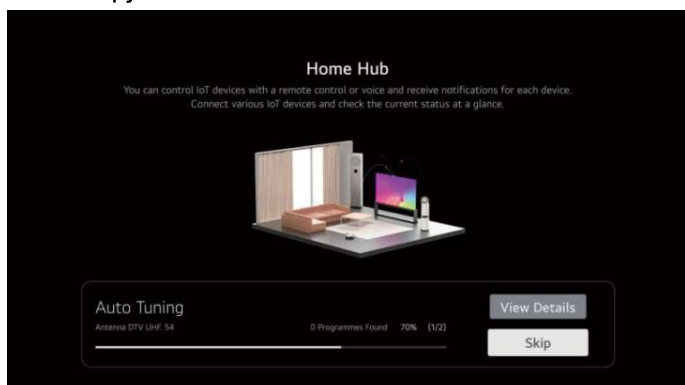 Home Hub
You can control IoT devices with a remote control or voice and receive notifications for each device.
Connect various IoT devices and check the current status at a glance.
Auto Tuning
View Details
Antenna DTV UHF 54
0 Programmes Found 70% (1/2)
Skip